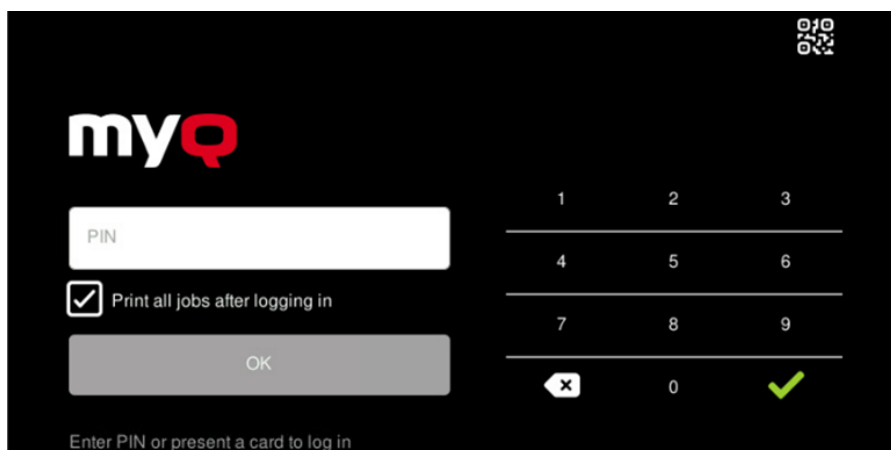 myQ
PIN
Print all jobs after logging in
OK
Enter PIN or present a card to log in
1 2 3
4 5 6
7 8 9
0